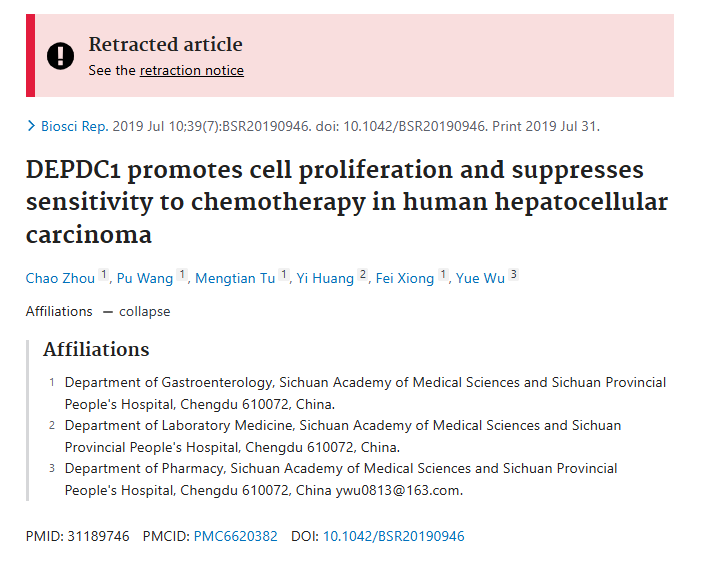 Retracted article
See the retraction notice
Biosci Rep. 2019 Jul 10;39(7):BSR20190946. doi: 10.1042/BSR20190946. Print 2019 Jul 31.
DEPDC1 promotes cell proliferation and suppresses
sensitivity to chemotherapy in human hepatocellular
carcinoma
Chao Zhou 1, Pu Wang 1, Mengtian Tu 1, Yi Huang 2, Fei Xiong 1, Yue Wu 3
Affiliations — collapse
Affiliations
1 Department of Gastroenterology, Sichuan Academy of Medical Sciences and Sichuan Provincial
People's Hospital, Chengdu 610072, China.
2 Department of Laboratory Medicine, Sichuan Academy of Medical Sciences and Sichuan
Provincial People's Hospital, Chengdu 610072, China.
3 Department of Pharmacy, Sichuan Academy of Medical Sciences and Sichuan Provincial
People's Hospital, Chengdu 610072, China ywu0813@163.com.
PMID: 31189746 PMCID: PMC6620382 DOI: 10.1042/BSR20190946